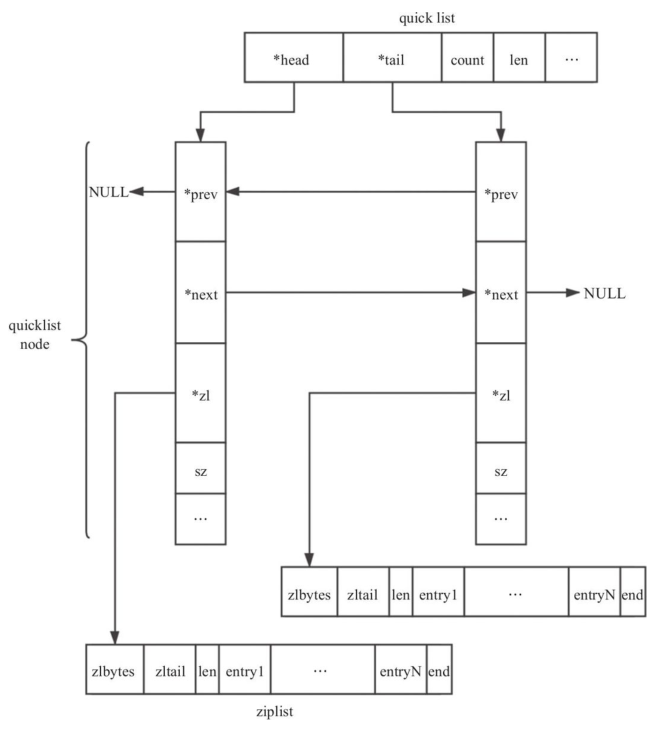 quick list
*head *tail count len …
NULL *prev *prev
*next *next NULL
quicklist
node
*zl *zl
sz sz
… …
zlbytes zltail len entry1 … entryN end
zlbytes zltail len entry1 … entryN end
ziplist